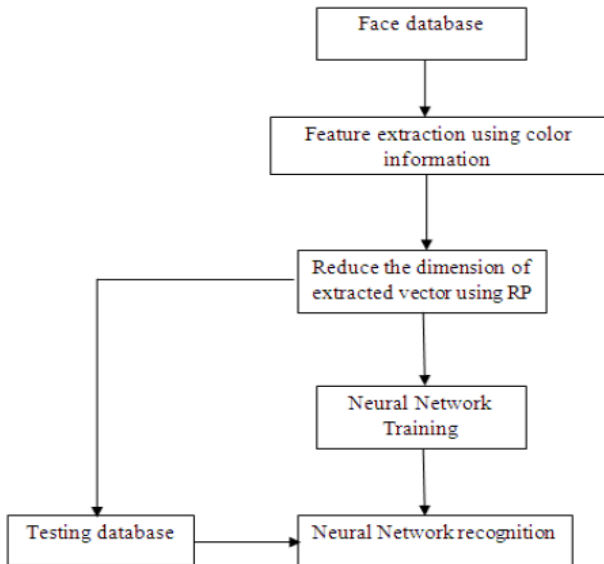 Face database
Feature extraction using color
information
Reduce the dimension of
extracted vector using RP
Neural Network
Training
Testing database
Neural Network recognition